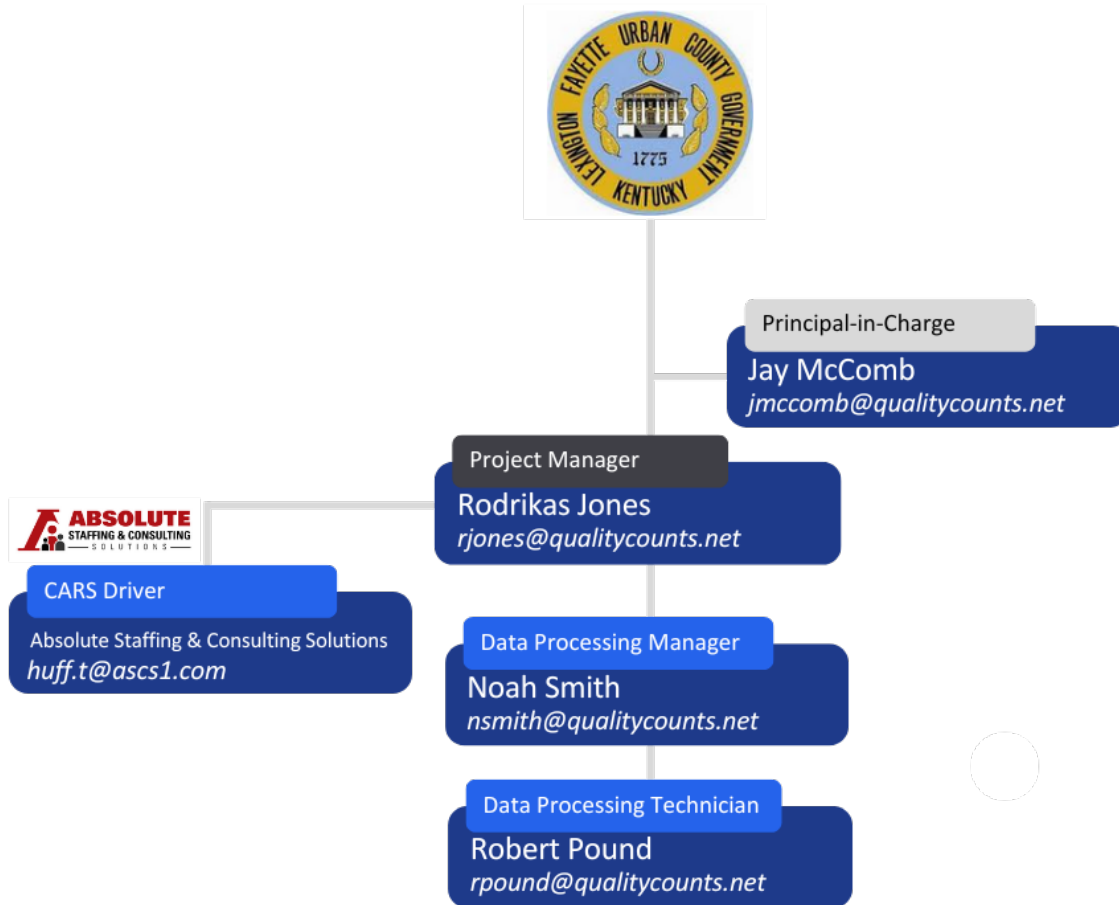 LEXINGTON FAYETTE URBAN COUNTY GOVERNMENT
1775
KENTUCKY
Principal-in-Charge
Jay McComb
jmccomb@qualitycounts.net
Project Manager
Rodrikas Jones
rjones@qualitycounts.net
ABSOLUTE
STAFFING & CONSULTING
SOLUTIONS
CARS Driver
Absolute Staffing & Consulting Solutions
huff.t@ascs1.com
Data Processing Manager
Noah Smith
nsmith@qualitycounts.net
Data Processing Technician
Robert Pound
rpound@qualitycounts.net